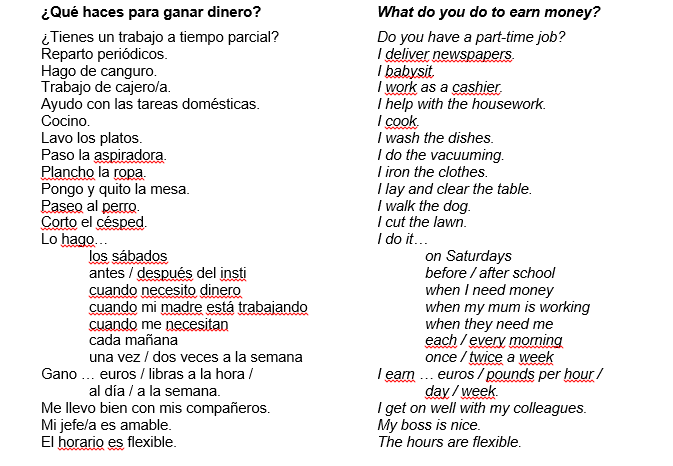 ¿Qué haces para ganar dinero? What do you do to earn money?
¿Tienes un trabajo a tiempo parcial? Do you have a part-time job?
Reparto periódicos. I deliver newspapers.
Hago de canguro. I babysit.
Trabajo de cajero/a. I work as a cashier.
Ayudo con las tareas domésticas. I help with the housework.
Cocino. I cook.
Lavo los platos. I wash the dishes.
Paso la aspiradora. I do the vacuuming.
Plancho la ropa. I iron the clothes.
Pongo y quito la mesa. I lay and clear the table.
Paseo al perro. I walk the dog.
Corto el césped. I cut the lawn.
Lo hago… I do it…
los sábados on Saturdays
antes / después del insti before / after school
cuando necesito dinero when I need money
cuando mi madre está trabajando when my mum is working
cuando me necesitan when they need me
cada mañana each / every morning
una vez / dos veces a la semana once / twice a week
Gano … euros / libras a la hora / I earn … euros / pounds per hour /
al día / a la semana. day / week.
Me llevo bien con mis compañeros. I get on well with my colleagues.
Mi jefe/a es amable. My boss is nice.
El horario es flexible. The hours are flexible.